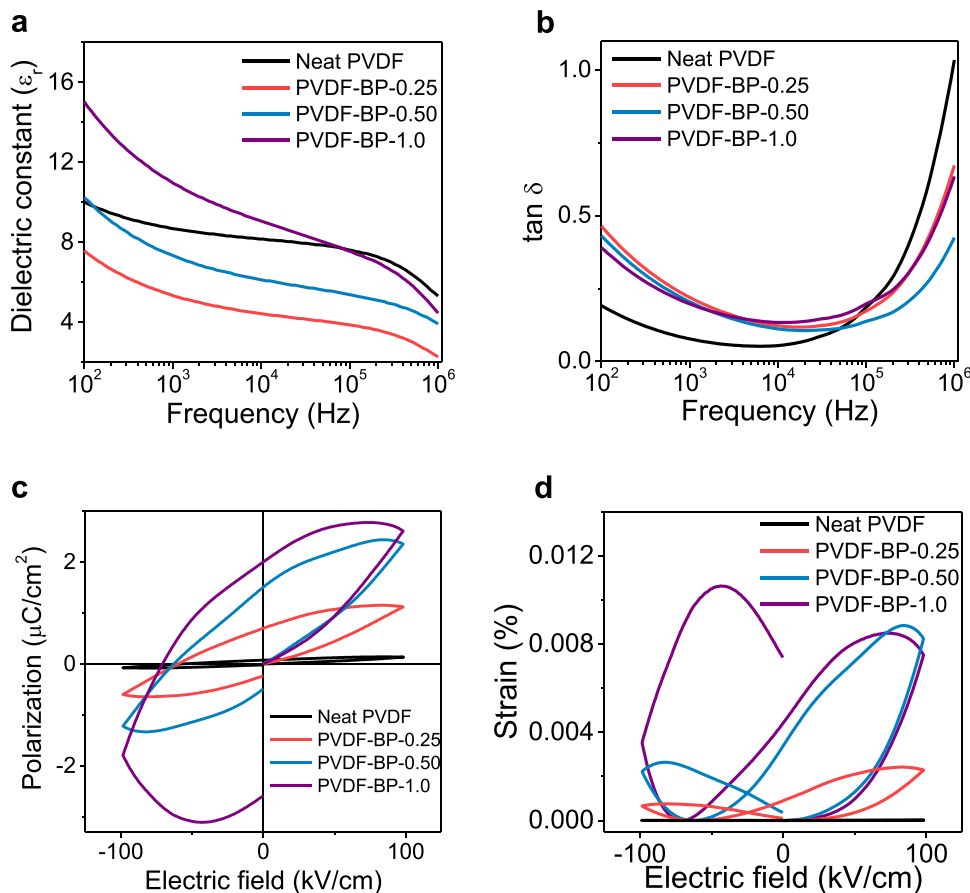 a
Dielectric constant (εr)
16
12
8
4
Neat PVDF
PVDF-BP-0.25
PVDF-BP-0.50
PVDF-BP-1.0
10² 10³ 10⁴ 10⁵ 10⁶
Frequency (Hz)
b
tan δ
1.0
0.5
0.0
Neat PVDF
PVDF-BP-0.25
PVDF-BP-0.50
PVDF-BP-1.0
10² 10³ 10⁴ 10⁵ 10⁶
Frequency (Hz)
c
Polarization (μC/cm²)
2
0
-2
Neat PVDF
PVDF-BP-0.25
PVDF-BP-0.50
PVDF-BP-1.0
-100 0 100
Electric field (kV/cm)
d
Strain (%)
0.012
0.008
0.004
0.000
Neat PVDF
PVDF-BP-0.25
PVDF-BP-0.50
PVDF-BP-1.0
-100 0 100
Electric field (kV/cm)